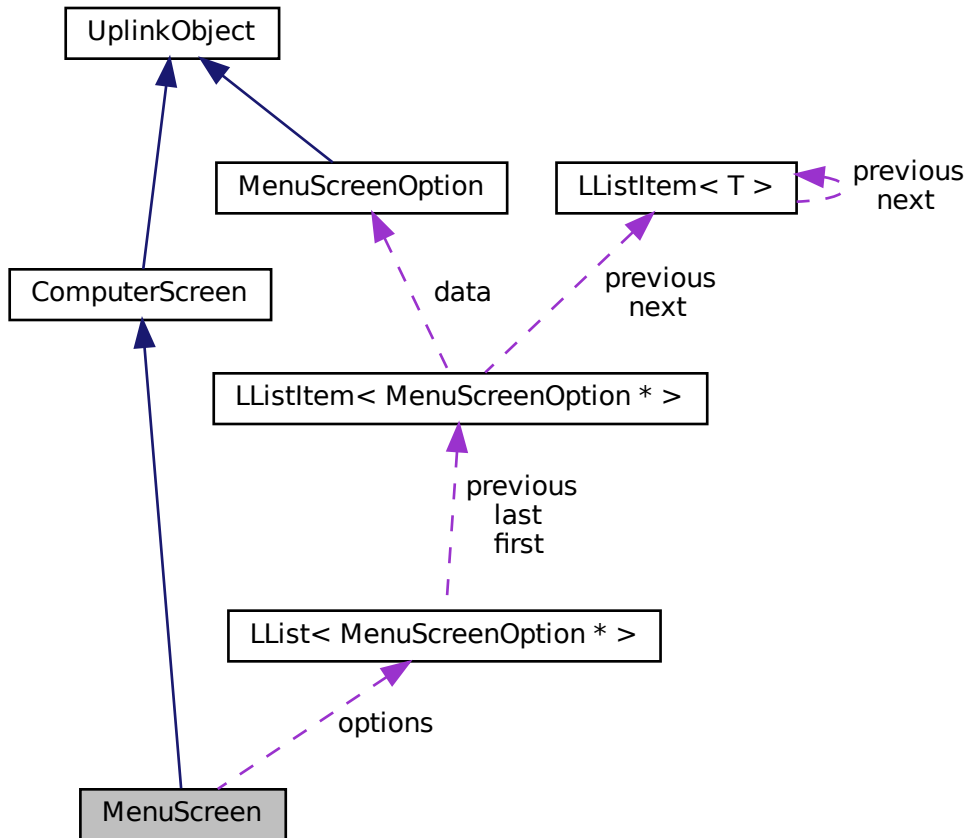 UplinkObject
MenuScreenOption
LListItem< T >
previous
next
ComputerScreen
data
previous
next
LListItem< MenuScreenOption * >
previous
last
first
LList< MenuScreenOption * >
options
MenuScreen